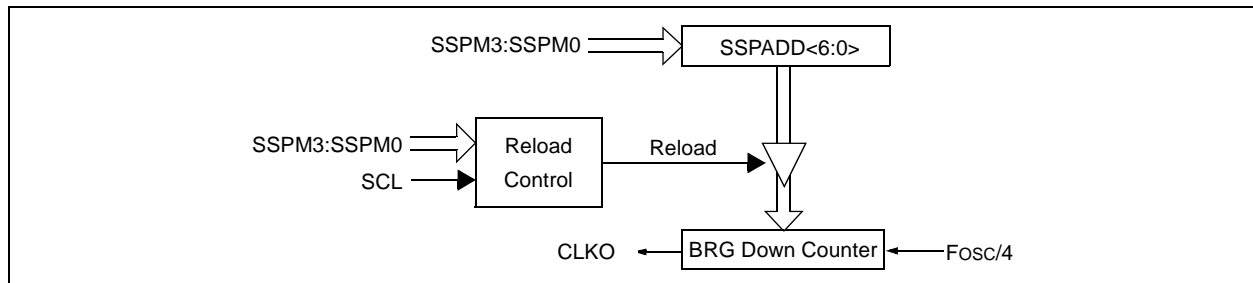 SSPM3:SSPM0
SSPADD<6:0>
SSPM3:SSPM0
SCL
Reload
Control
Reload
CLKO
BRG Down Counter
FOSC/4